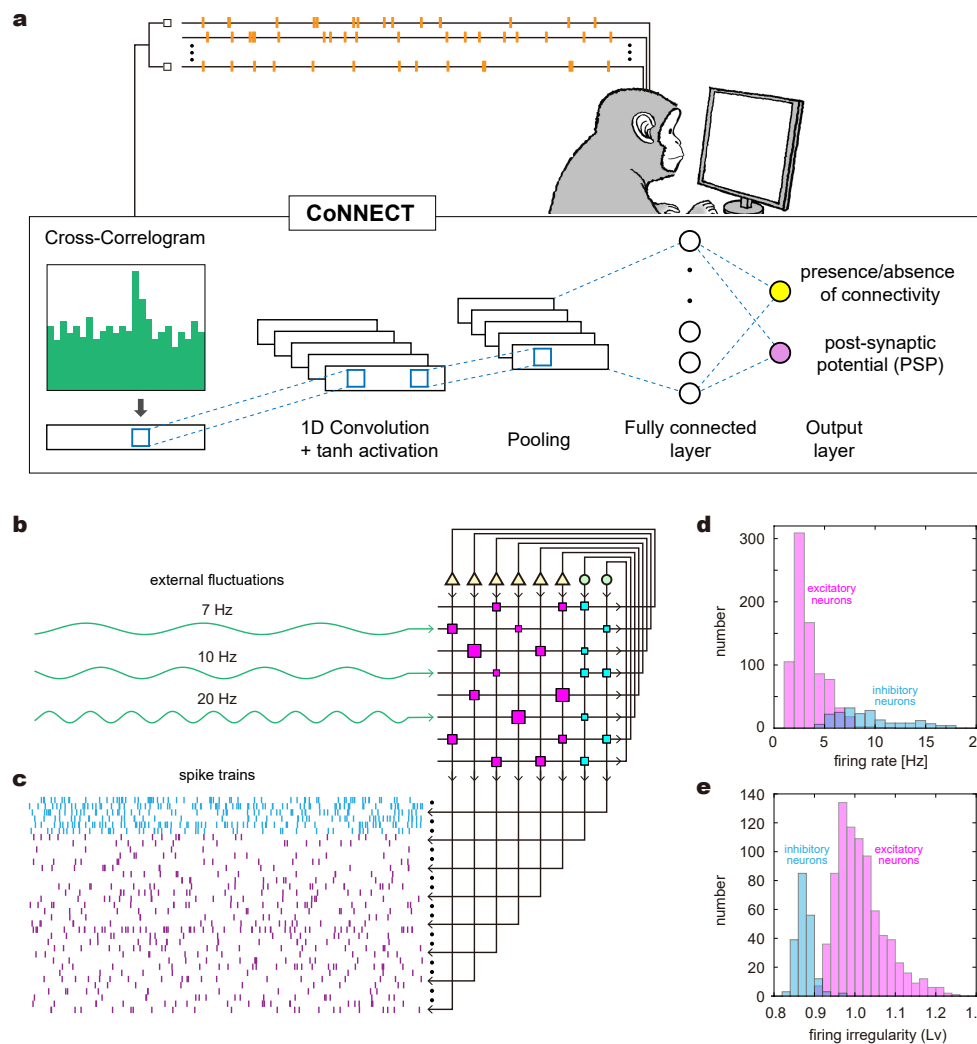 a
CoNNECT
Cross-Correlogram
presence/absence
of connectivity
post-synaptic
potential (PSP)
1D Convolution
+ tanh activation
Pooling
Fully connected
layer
Output
layer
b
external fluctuations
7 Hz
10 Hz
20 Hz
c
spike trains
d
300
200
100
0
number
excitatory
neurons
inhibitory
neurons
0
5
10
15
2
firing rate [Hz]
e
140
120
100
80
60
40
20
0
number
inhibitory
neurons
excitatory
neurons
0.8
0.9
1.0
1.1
1.2
1.
firing irregularity (Lv)